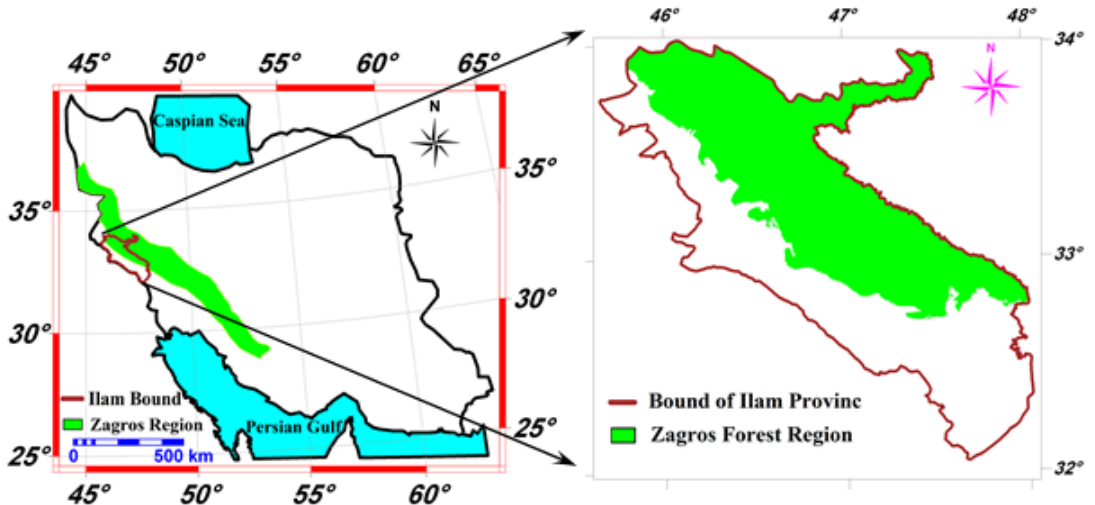 45° 50° 55° 60° 65°
Caspian Sea
N
35°
35°
30°
30°
Ilam Bound
Zagros Region
0 500 km
Persian Gulf
25°
25°
45° 50° 55° 60°
46° 47° 48°
34°
N
33°
Bound of Ilam Provinc
Zagros Forest Region
32°